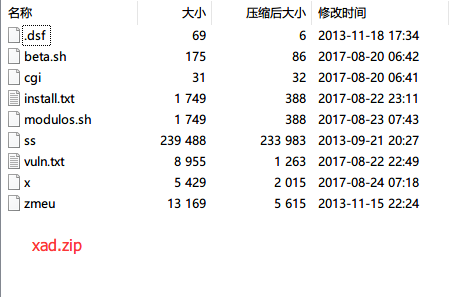 名称 大小 压缩后大小 修改时间
.dsf 69 6 2013-11-18 17:34
beta.sh 175 86 2017-08-20 06:42
cgi 31 32 2017-08-20 06:41
install.txt 1 749 388 2017-08-22 23:11
modulos.sh 1 749 388 2017-08-23 07:43
ss 239 488 233 983 2013-09-21 20:27
vuln.txt 8 955 1 263 2017-08-22 22:49
x 5 429 2 015 2017-08-24 07:18
zmeu 13 169 5 615 2013-11-15 22:24
xad.zip